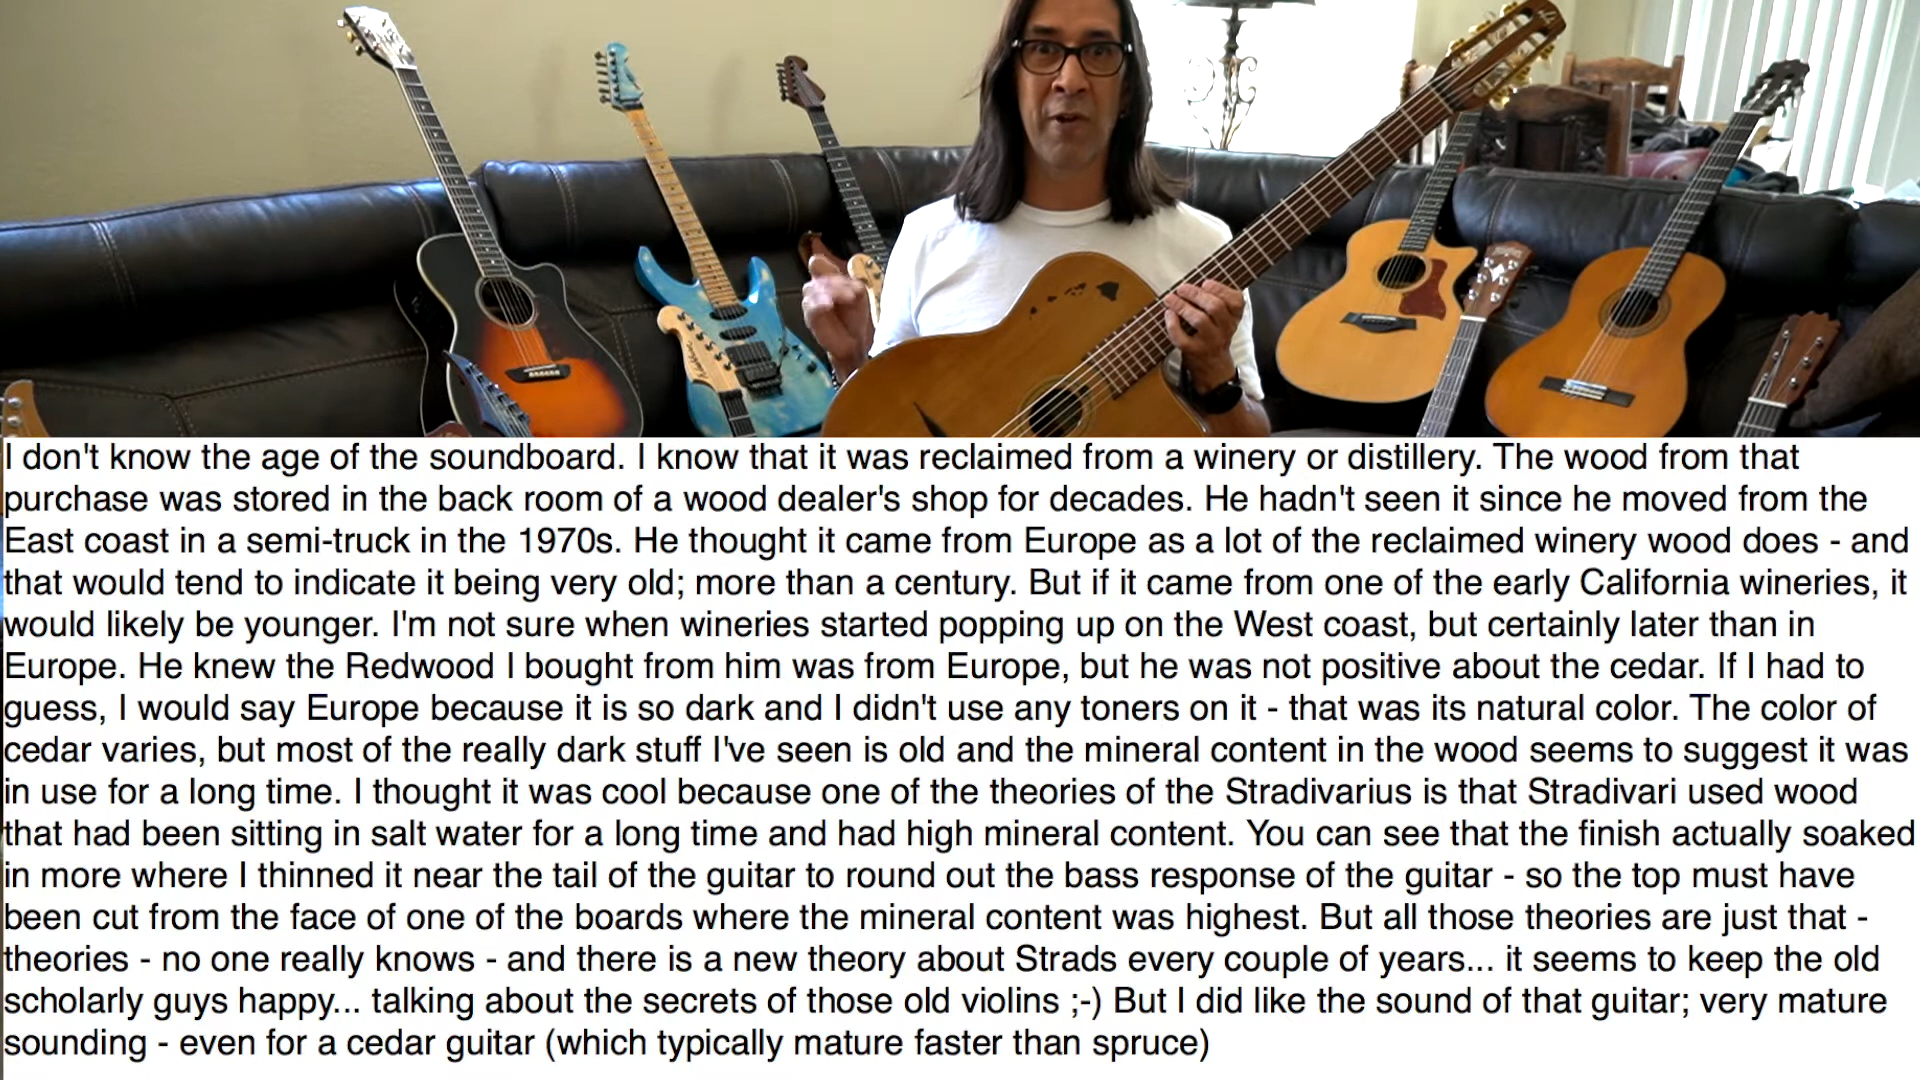 I don't know the age of the soundboard. I know that it was reclaimed from a winery or distillery. The wood from that
purchase was stored in the back room of a wood dealer's shop for decades. He hadn't seen it since he moved from the
East coast in a semi-truck in the 1970s. He thought it came from Europe as a lot of the reclaimed winery wood does - and
that would tend to indicate it being very old; more than a century. But if it came from one of the early California wineries, it
would likely be younger. I'm not sure when wineries started popping up on the West coast, but certainly later than in
Europe. He knew the Redwood I bought from him was from Europe, but he was not positive about the cedar. If I had to
guess, I would say Europe because it is so dark and I didn't use any toners on it - that was its natural color. The color of
cedar varies, but most of the really dark stuff I've seen is old and the mineral content in the wood seems to suggest it was
in use for a long time. I thought it was cool because one of the theories of the Stradivarius is that Stradivari used wood
that had been sitting in salt water for a long time and had high mineral content. You can see that the finish actually soaked
in more where I thinned it near the tail of the guitar to round out the bass response of the guitar - so the top must have
been cut from the face of one of the boards where the mineral content was highest. But all those theories are just that -
theories - no one really knows - and there is a new theory about Strads every couple of years... it seems to keep the old
scholarly guys happy... talking about the secrets of those old violins ;-) But I did like the sound of that guitar; very mature
sounding - even for a cedar guitar (which typically mature faster than spruce)